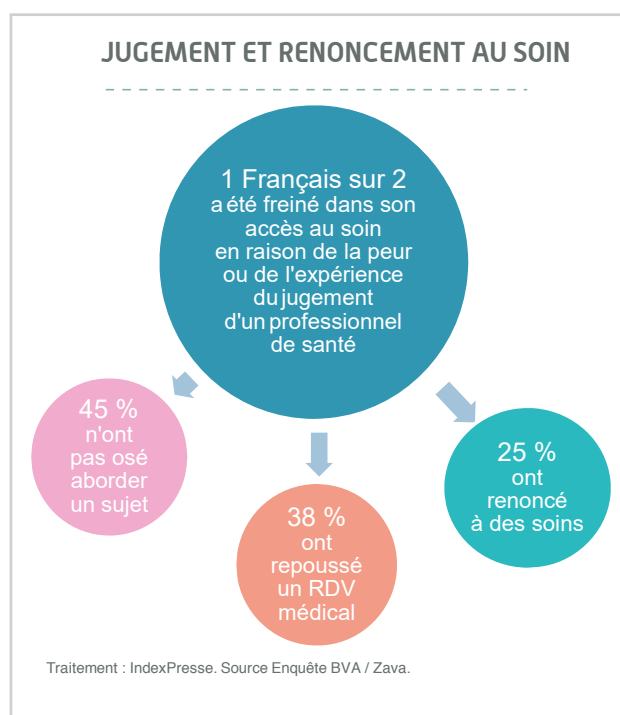 JUGEMENT ET RENONCEMENT AU SOIN
1 Français sur 2
a été freiné dans son
accès au soin
en raison de la peur
ou de l'expérience
du jugement
d'un professionnel
de santé
45 %
n'ont
pas osé
aborder
un sujet
38 %
ont
repoussé
un RDV
médical
25 %
ont
renoncé
à des soins
Traitement : IndexPresse. Source Enquête BVA / Zava.